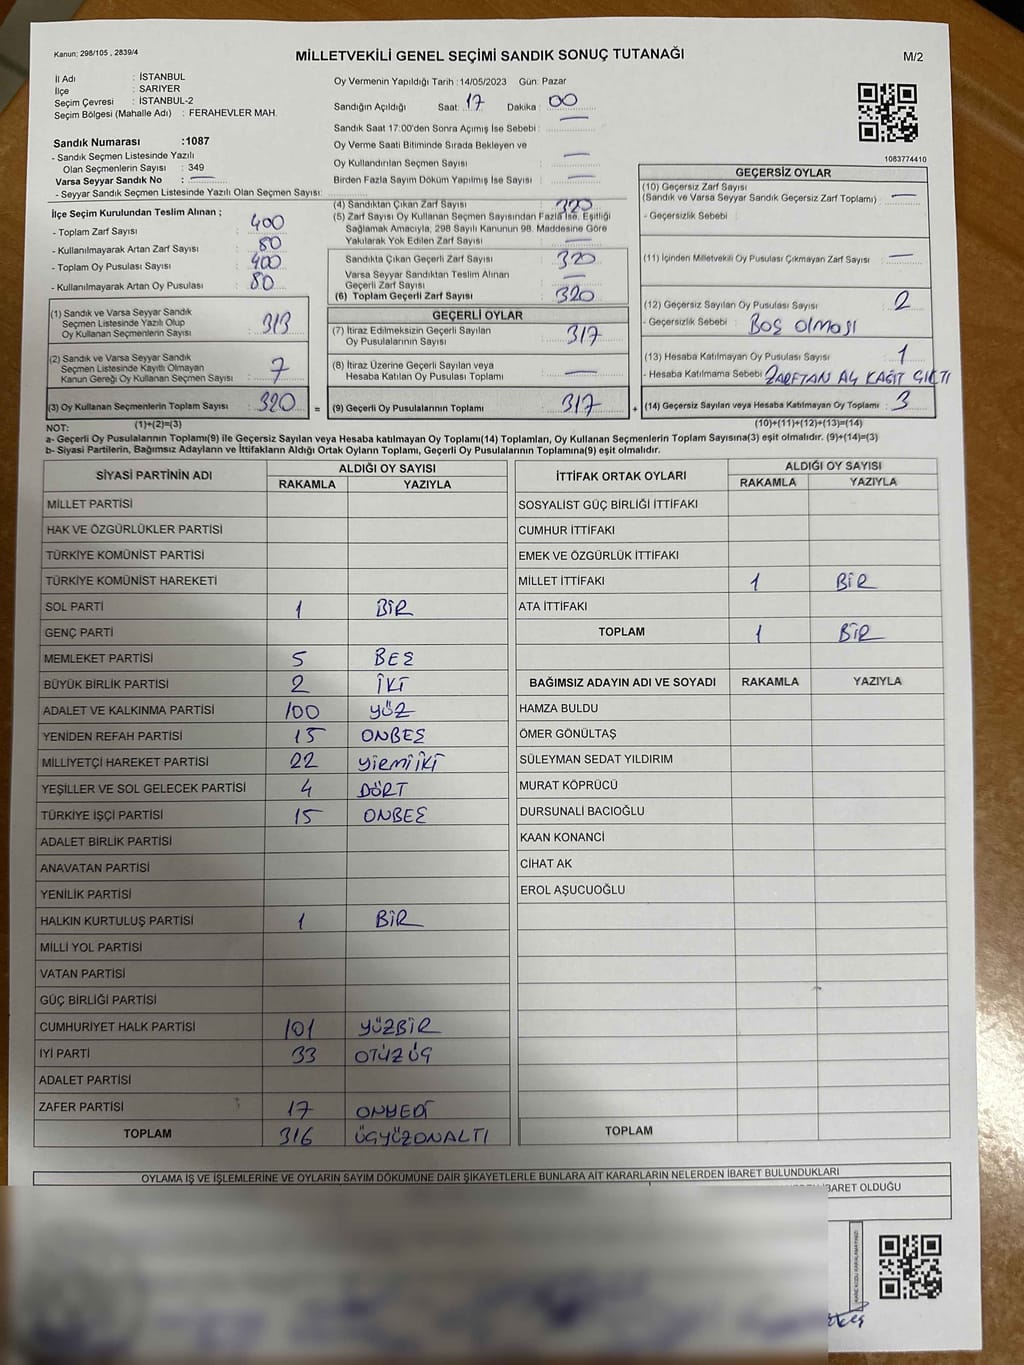 Kanun: 298/105 , 2839/4
MİLLETVEKİLİ GENEL SEÇİMİ SANDIK SONUÇ TUTANAĞI
M/2
İl Adı : İSTANBUL
İlçe : SARIYER
Seçim Çevresi : İSTANBUL-2
Seçim Bölgesi (Mahalle Adı) : FERAHEVLER MAH.
Oy Vermenin Yapıldığı Tarih : 14/05/2023 Gün: Pazar
Sandığın Açıldığı Saat: 17 Dakika: 00
Sandık Saat 17:00'den Sonra Açımış İse Sebebi : —
Oy Verme Saati Bitiminde Sırada Bekleyen ve
Oy Kullandırılan Seçmen Sayısı : —
Birden Fazla Sayım Döküm Yapılmış İse Sayısı : —
1083774410
Sandık Numarası :1087
- Sandık Seçmen Listesinde Yazılı
Olan Seçmenlerin Sayısı : 349
Varsa Seyyar Sandık No : —
- Seyyar Sandık Seçmen Listesinde Yazılı Olan Seçmen Sayısı:
İlçe Seçim Kurulundan Teslim Alınan ;
- Toplam Zarf Sayısı : 400
- Kullanılmayarak Artan Zarf Sayısı : 80
- Toplam Oy Pusulası Sayısı : 400
- Kullanılmayarak Artan Oy Pusulası : 80
(4) Sandıktan Çıkan Zarf Sayısı : 320
(5) Zarf Sayısı Oy Kullanan Seçmen Sayısından Fazla İse, Eşitliği
Sağlamak Amacıyla, 298 Sayılı Kanunun 98. Maddesine Göre
Yakılarak Yok Edilen Zarf Sayısı : —
Sandıkta Çıkan Geçerli Zarf Sayısı : 320
Varsa Seyyar Sandıktan Teslim Alınan
Geçerli Zarf Sayısı : —
(6) Toplam Geçerli Zarf Sayısı : 320
GEÇERSİZ OYLAR
(10) Geçersiz Zarf Sayısı
(Sandık ve Varsa Seyyar Sandık Geçersiz Zarf Toplamı) : —
- Geçersizlik Sebebi :
(11) İçinden Milletvekili Oy Pusulası Çıkmayan Zarf Sayısı : —
(12) Geçersiz Sayılan Oy Pusulası Sayısı : 2
- Geçersizlik Sebebi : BOŞ OLMASI
(13) Hesaba Katılmayan Oy Pusulası Sayısı : 1
- Hesaba Katılmama Sebebi : ZARFTAN KAĞIT ÇIKTI
(14) Geçersiz Sayılan veya Hesaba Katılmayan Oy Toplamı : 3
(10)+(11)+(12)+(13)=(14)
(1) Sandık ve Varsa Seyyar Sandık
Seçmen Listesinde Yazılı Olup
Oy Kullanan Seçmenlerin Sayısı : 313
(2) Sandık ve Varsa Seyyar Sandık
Seçmen Listesinde Kayıtlı Olmayan
Kanun Gereği Oy Kullanan Seçmen Sayısı : 7
(3) Oy Kullanan Seçmenlerin Toplam Sayısı : 320 =
(1)+(2)=(3)
GEÇERLİ OYLAR
(7) İtiraz Edilmeksizin Geçerli Sayılan
Oy Pusulalarının Sayısı : 317
(8) İtiraz Üzerine Geçerli Sayılan veya
Hesaba Katılan Oy Pusulası Toplamı : —
(9) Geçerli Oy Pusulalarının Toplamı : 317 +
NOT:
a- Geçerli Oy Pusulalarının Toplamı(9) ile Geçersiz Sayılan veya Hesaba katılmayan Oy Toplamı(14) Toplamları, Oy Kullanan Seçmenlerin Toplam Sayısına(3) eşit olmalıdır. (9)+(14)=(3)
b- Siyasi Partilerin, Bağımsız Adayların ve İttifakların Aldığı Ortak Oyların Toplamı, Geçerli Oy Pusulalarının Toplamına(9) eşit olmalıdır.
SİYASİ PARTİNİN ADI ALDIĞI OY SAYISI
RAKAMLA YAZIYLA
MİLLET PARTİSİ
HAK VE ÖZGÜRLÜKLER PARTİSİ
TÜRKİYE KOMÜNİST PARTİSİ
TÜRKİYE KOMÜNİST HAREKETİ
SOL PARTİ 1 BİR
GENÇ PARTİ
MEMLEKET PARTİSİ 5 BEŞ
BÜYÜK BİRLİK PARTİSİ 2 İKİ
ADALET VE KALKINMA PARTİSİ 100 YÜZ
YENİDEN REFAH PARTİSİ 15 ONBEŞ
MİLLİYETÇİ HAREKET PARTİSİ 22 YİRMİİKİ
YEŞİLLER VE SOL GELECEK PARTİSİ 4 DÖRT
TÜRKİYE İŞÇİ PARTİSİ 15 ONBEŞ
ADALET BİRLİK PARTİSİ
ANAVATAN PARTİSİ
YENİLİK PARTİSİ
HALKIN KURTULUŞ PARTİSİ 1 BİR
MİLLİ YOL PARTİSİ
VATAN PARTİSİ
GÜÇ BİRLİĞİ PARTİSİ
CUMHURİYET HALK PARTİSİ 101 YÜZBİR
İYİ PARTİ 33 OTUZÜÇ
ADALET PARTİSİ
ZAFER PARTİSİ 17 ONYEDİ
TOPLAM 316 ÜÇYÜZONALTI
İTTİFAK ORTAK OYLARI ALDIĞI OY SAYISI
RAKAMLA YAZIYLA
SOSYALİST GÜÇ BİRLİĞİ İTTİFAKI
CUMHUR İTTİFAKI
EMEK VE ÖZGÜRLÜK İTTİFAKI
MİLLET İTTİFAKI 1 BİR
ATA İTTİFAKI
TOPLAM 1 BİR
BAĞIMSIZ ADAYIN ADI VE SOYADI RAKAMLA YAZIYLA
HAMZA BULDU
ÖMER GÖNÜLTAŞ
SÜLEYMAN SEDAT YILDIRIM
MURAT KÖPRÜCÜ
DURSUNALİ BACIOĞLU
KAAN KONANCİ
CİHAT AK
EROL AŞUCUOĞLU
TOPLAM
OYLAMA İŞ VE İŞLEMLERİNE VE OYLARIN SAYIM DÖKÜMÜNE DAİR ŞİKAYETLERLE BUNLARA AİT KARARLARIN NELERDEN İBARET BULUNDUKLARI
İBARET OLDUĞU